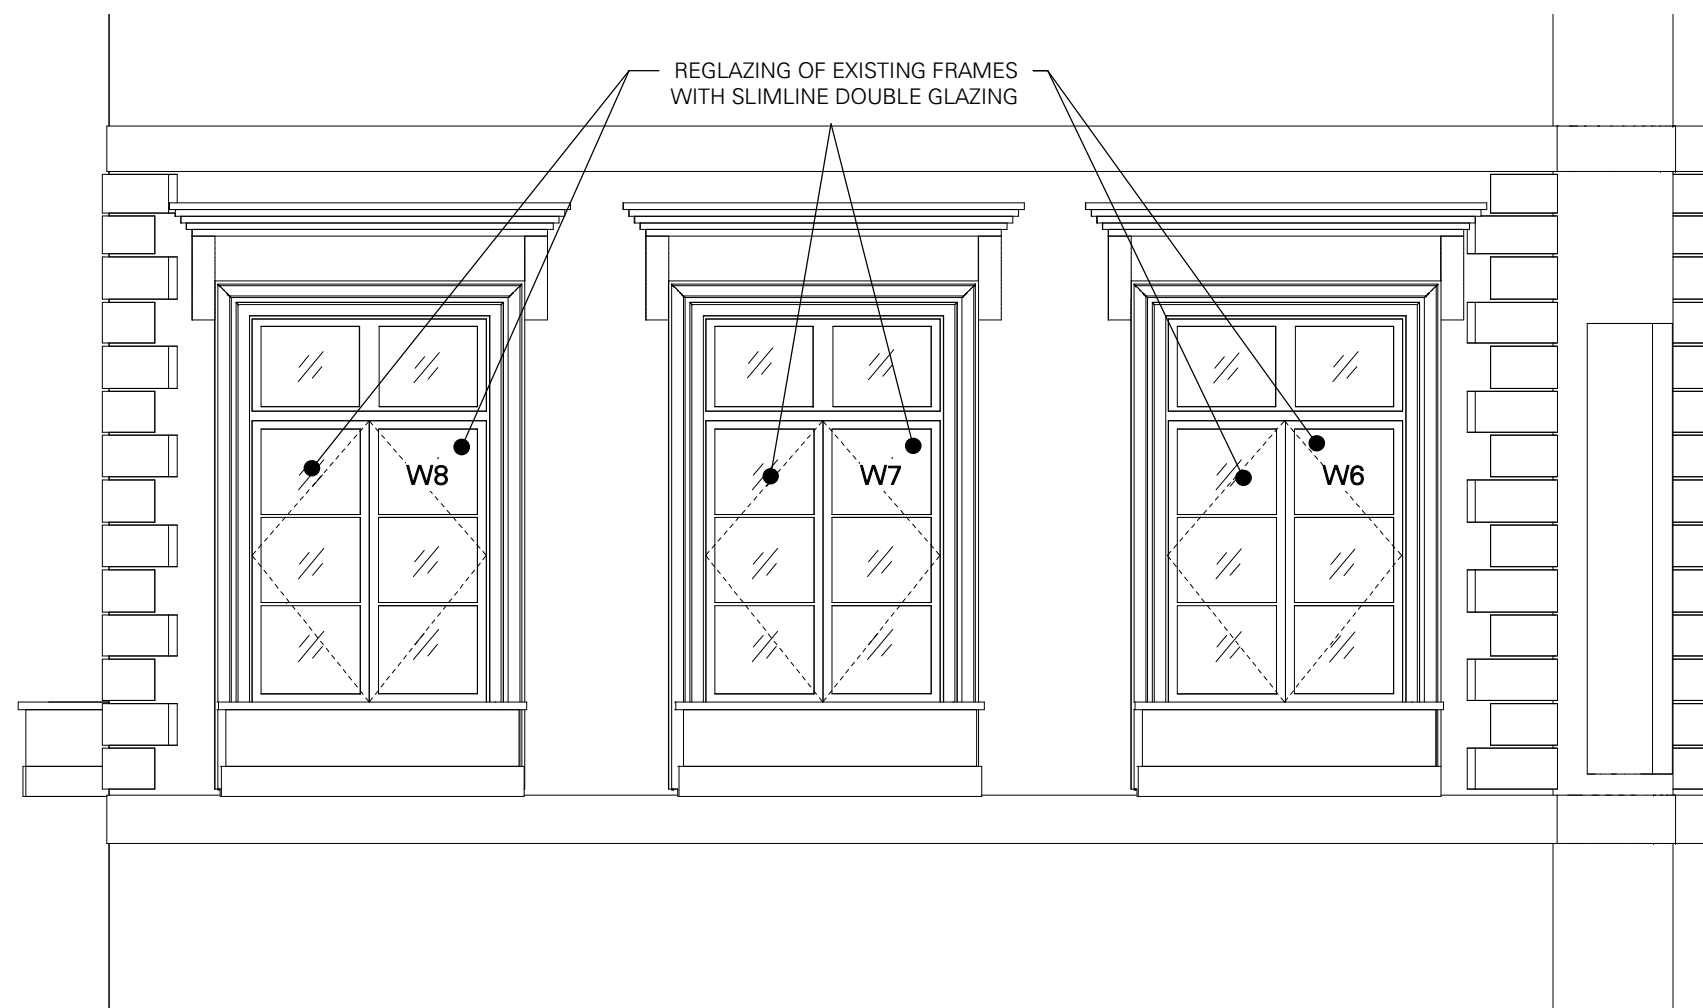 REGLAZING OF EXISTING FRAMES
WITH SLIMLINE DOUBLE GLAZING
W8
W7
W6